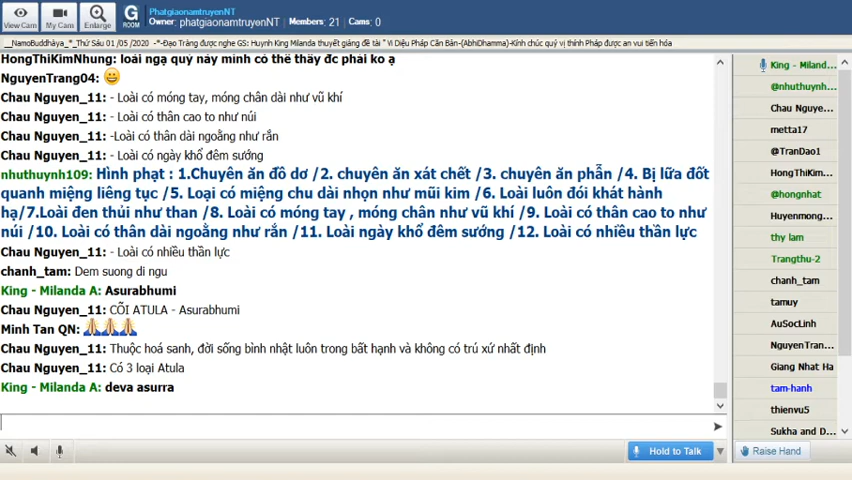 View Cam
My Cam
Enlarge
G
ROOM
PhatgiaonamtruyenNT
Owner: phatgiaonamtruyenNT | Members: 21 | Cams: 0
__NamoBuddhàya_*_Thứ Sáu 01 /05 /2020 -*-Đạo Tràng được nghe GS: Huynh King Milanda thuyết giảng đề tài " Vi Diệu Pháp Căn Bản-(AbhiDhamma)-Kính chúc quý vị thính Pháp được an vui tiến hóa
HongThiKimNhung: loài ngạ quỷ này mình có thể thấy đc phải ko ạ
NguyenTrang04:
Chau Nguyen_11: - Loài có móng tay, móng chân dài như vũ khí
Chau Nguyen_11: - Loài có thân cao to như núi
Chau Nguyen_11: -Loài có thân dài ngoằng như rắn
Chau Nguyen_11: - Loài có ngày khổ đêm sướng
nhuthuynh109: Hình phạt : 1.Chuyên ăn đồ dơ /2. chuyên ăn xát chết /3. chuyên ăn phẫn /4. Bị lữa đốt
quanh miệng liêng tục /5. Loại có miệng chu dài nhọn như mũi kim /6. Loài luôn đói khát hành
hạ/7.Loài đen thủi như than /8. Loài có móng tay , móng chân như vũ khí /9. Loài có thân cao to như
núi /10. Loài có thân dài ngoằng như rắn /11. Loài ngày khổ đêm sướng /12. Loài có nhiều thần lực
Chau Nguyen_11: - Loài có nhiều thần lực
chanh_tam: Dem suong di ngu
King - Milanda A: Asurabhumi
Chau Nguyen_11: CÕI ATULA - Asurabhumi
Minh Tan QN:
Chau Nguyen_11: Thuộc hoá sanh, đời sống bình nhật luôn trong bất hạnh và không có trú xứ nhất định
Chau Nguyen_11: Có 3 loại Atula
King - Milanda A: deva asurra
King - Miland...
@nhuthuynh...
Chau Nguye...
metta17
@TranDao1
HongThiKim...
@hongnhat
Huyenmong...
thy lam
Trangthu-2
chanh_tam
tamuy
AuSocLinh
NguyenTran...
Giang Nhat Ha
tam-hanh
thienvu5
Sukha and D...
Hold to Talk
Raise Hand